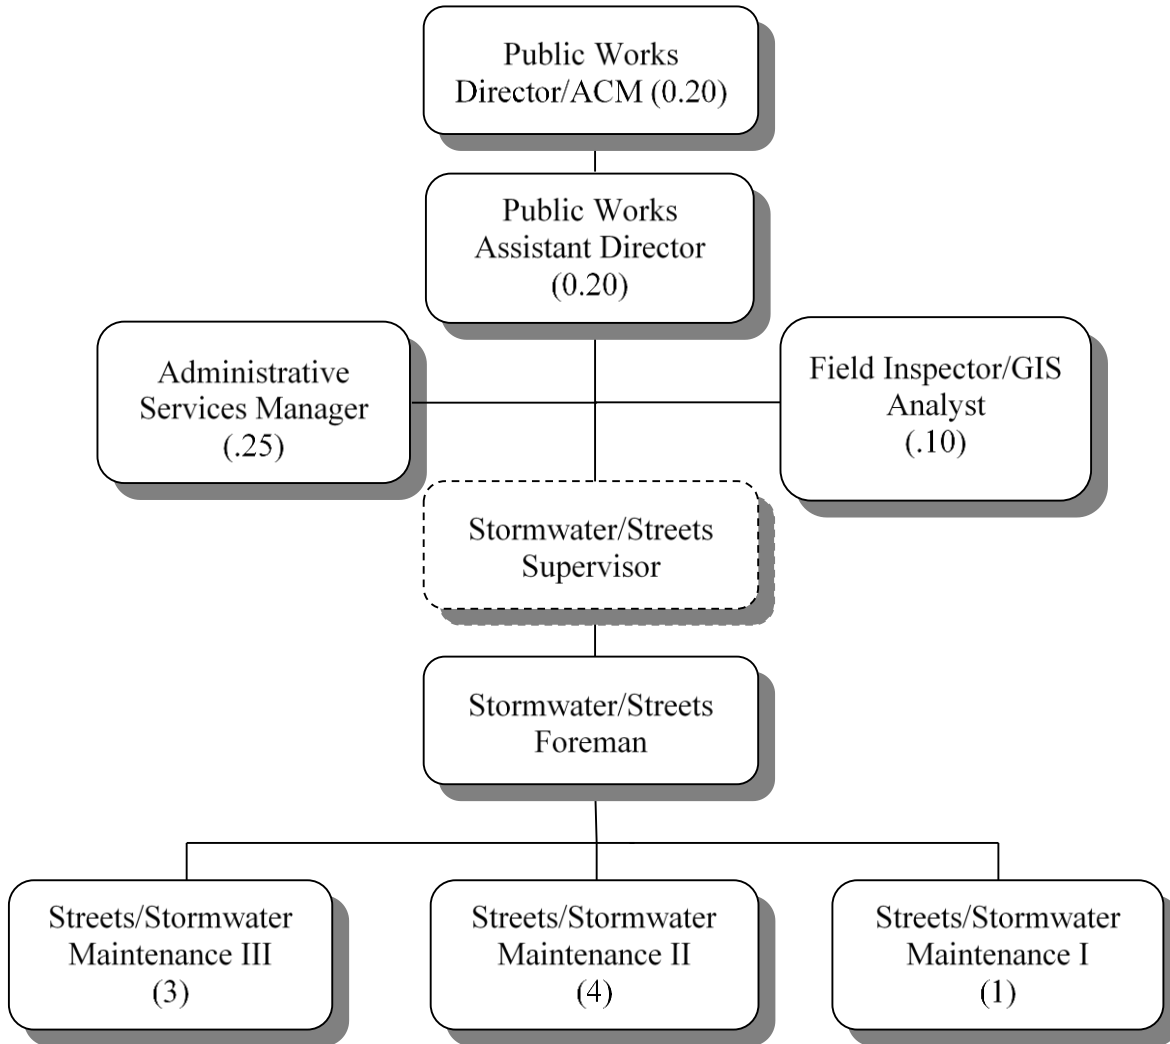 Public Works
Director/ACM (0.20)
Public Works
Assistant Director
(0.20)
Administrative
Services Manager
(.25)
Field Inspector/GIS
Analyst
(.10)
Stormwater/Streets
Supervisor
Stormwater/Streets
Foreman
Streets/Stormwater
Maintenance III
(3)
Streets/Stormwater
Maintenance II
(4)
Streets/Stormwater
Maintenance I
(1)